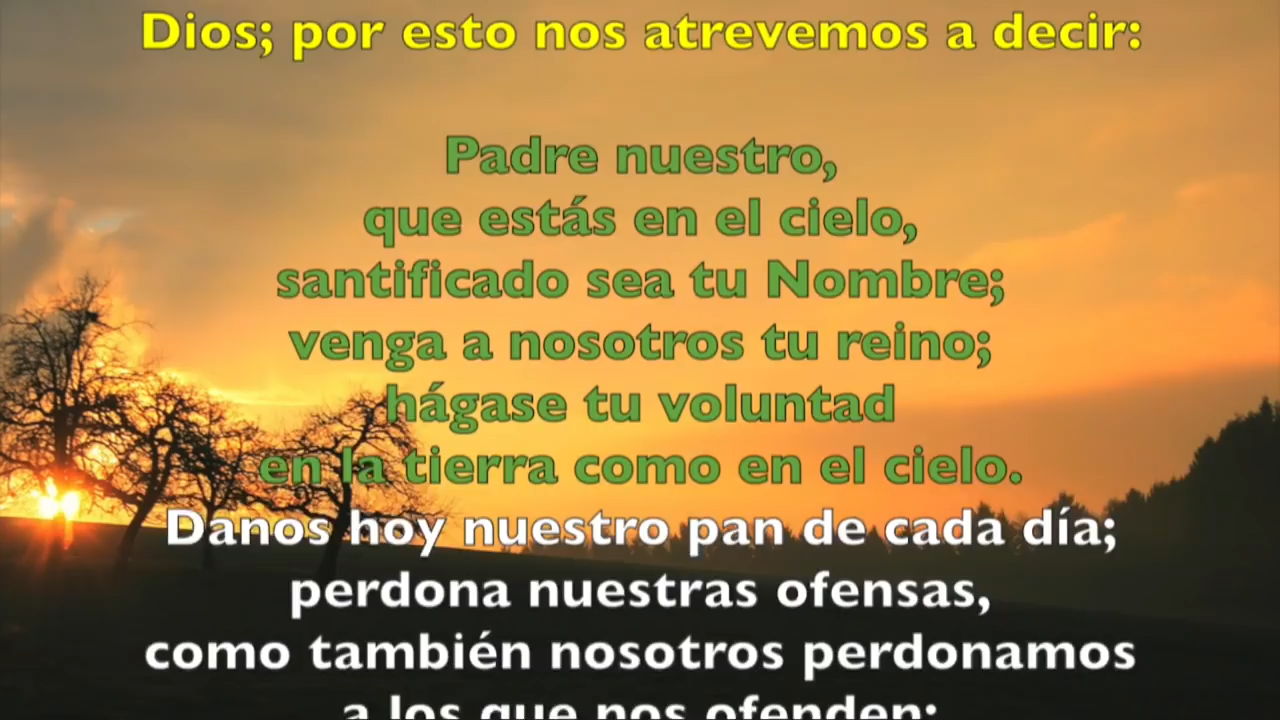 Dios; por esto nos atrevemos a decir:
Padre nuestro,
que estás en el cielo,
santificado sea tu Nombre;
venga a nosotros tu reino;
hágase tu voluntad
en la tierra como en el cielo.
Danos hoy nuestro pan de cada día;
perdona nuestras ofensas,
como también nosotros perdonamos
a los que nos ofenden;